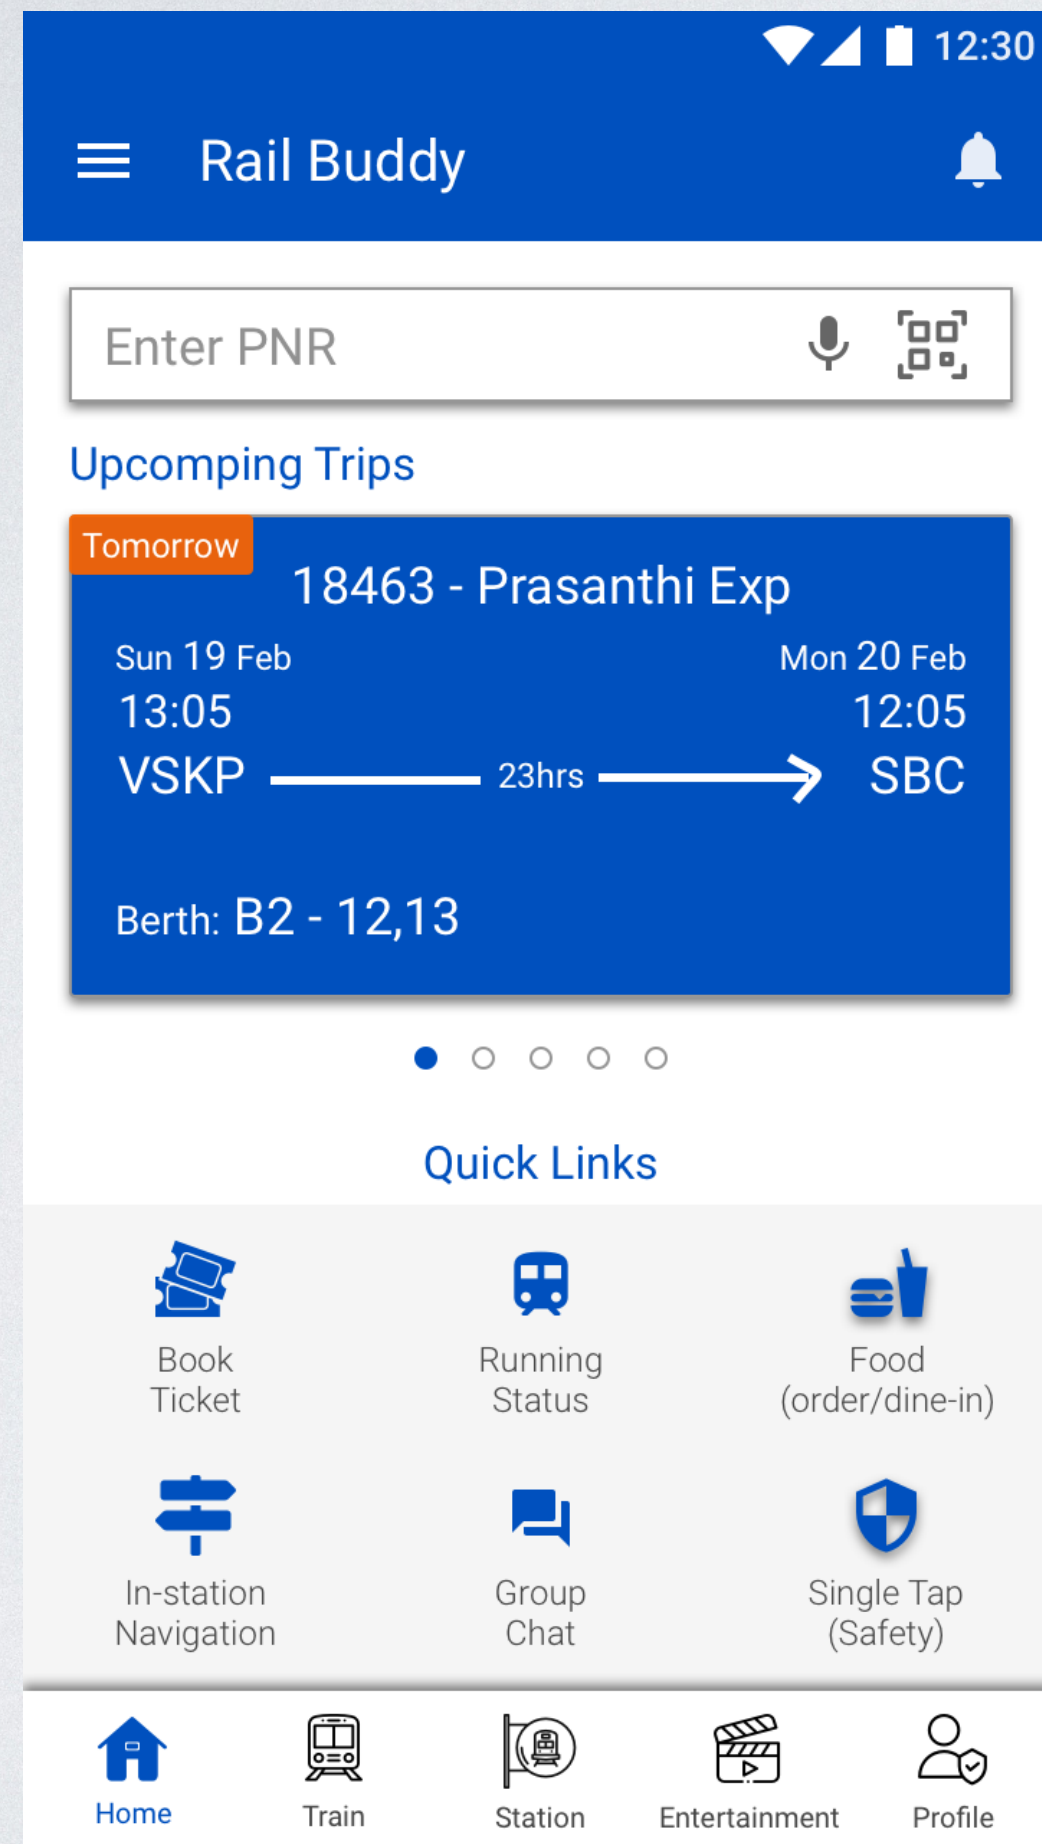 12:30
Rail Buddy
Enter PNR
Upcomping Trips
Tomorrow
18463 - Prasanthi Exp
Sun 19 Feb Mon 20 Feb
13:05 12:05
VSKP 23hrs SBC
Berth: B2 - 12,13
Quick Links
Book Running Food
Ticket Status (order/dine-in)
In-station Group Single Tap
Navigation Chat (Safety)
Home Train Station Entertainment Profile